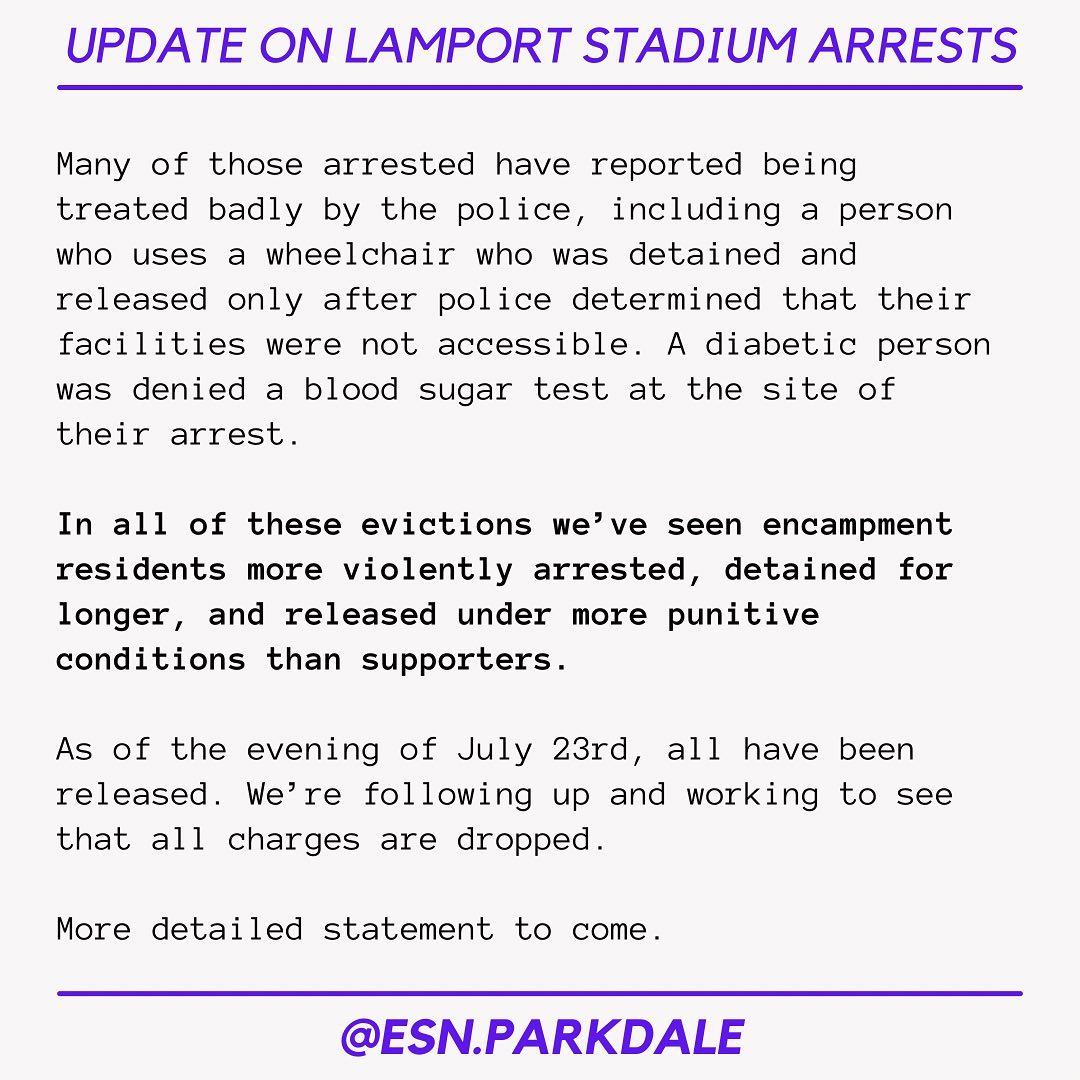 UPDATE ON LAMPORT STADIUM ARRESTS
Many of those arrested have reported being
treated badly by the police, including a person
who uses a wheelchair who was detained and
released only after police determined that their
facilities were not accessible. A diabetic person
was denied a blood sugar test at the site of
their arrest.
In all of these evictions we’ve seen encampment
residents more violently arrested, detained for
longer, and released under more punitive
conditions than supporters.
As of the evening of July 23rd, all have been
released. We’re following up and working to see
that all charges are dropped.
More detailed statement to come.
@ESN.PARKDALE